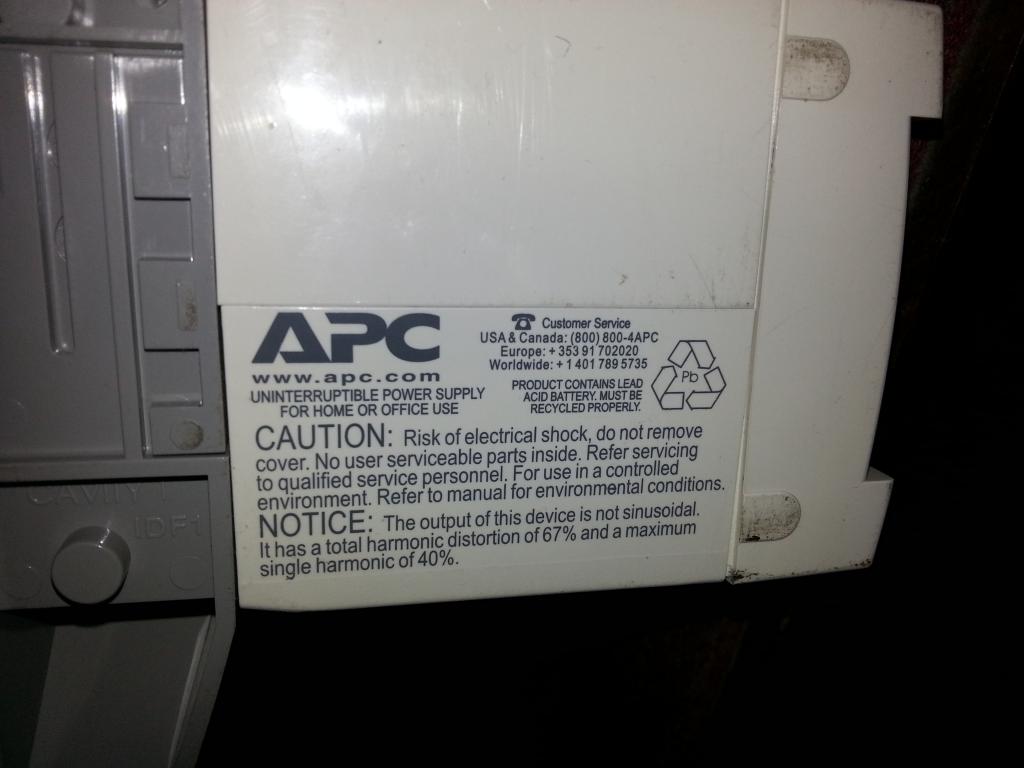 APC
www.apc.com
UNINTERRUPTIBLE POWER SUPPLY
FOR HOME OR OFFICE USE
Customer Service
USA & Canada: (800) 800-4APC
Europe: +353 91 702020
Worldwide: +1 401 789 5735
PRODUCT CONTAINS LEAD
ACID BATTERY. MUST BE
RECYCLED PROPERLY.
Pb
CAUTION: Risk of electrical shock, do not remove
cover. No user serviceable parts inside. Refer servicing
to qualified service personnel. For use in a controlled
environment. Refer to manual for environmental conditions.
NOTICE: The output of this device is not sinusoidal.
It has a total harmonic distortion of 67% and a maximum
single harmonic of 40%.
CAVITY 1
IDF1